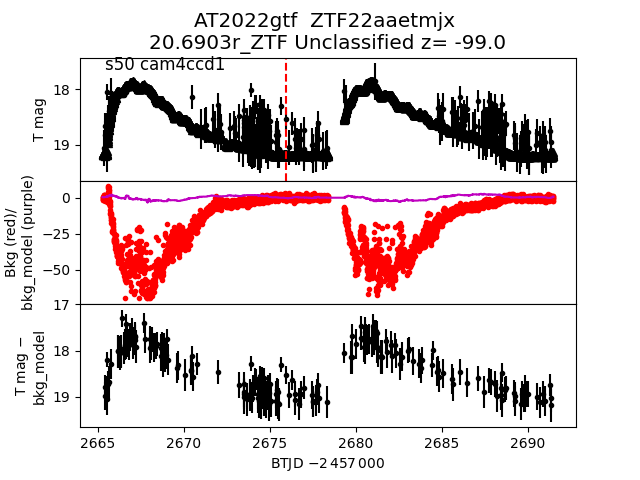 AT2022gtf  ZTF22aaetmjx
20.6903r_ZTF Unclassified z= -99.0
s50 cam4ccd1
T mag
18
19
Bkg (red)/
bkg_model (purple)
0
−25
−50
T mag −
bkg_model
17
18
19
2665
2670
2675
2680
2685
2690
BTJD −2 457 000